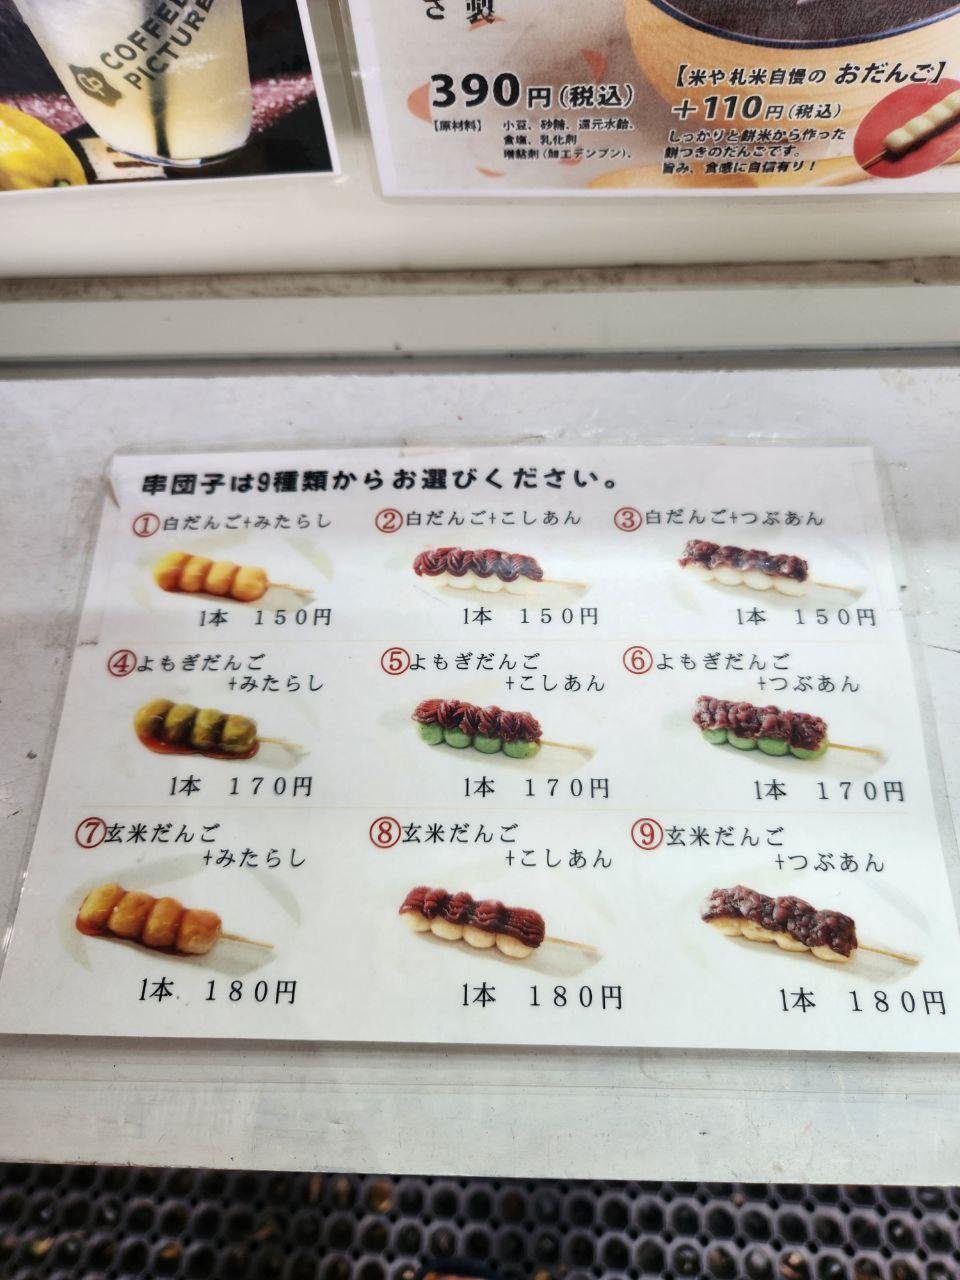 COFFEE
PICTURE
製
390円(税込)
【原材料】 小豆、砂糖、還元水飴、
食塩、乳化剤
増粘剤(加工デンプン)、
【米や札米自慢の おだんご】
+110円(税込)
しっかりと餅米から作った
餅つきのだんごです。
旨み、食感に自信有り!
串団子は9種類からお選びください。
①白だんご+みたらし
1本 150円
②白だんご+こしあん
1本 150円
③白だんご+つぶあん
1本 150円
④よもぎだんご
+みたらし
1本 170円
⑤よもぎだんご
+こしあん
1本 170円
⑥よもぎだんご
+つぶあん
1本 170円
⑦玄米だんご
+みたらし
1本 180円
⑧玄米だんご
+こしあん
1本 180円
⑨玄米だんご
+つぶあん
1本 180円